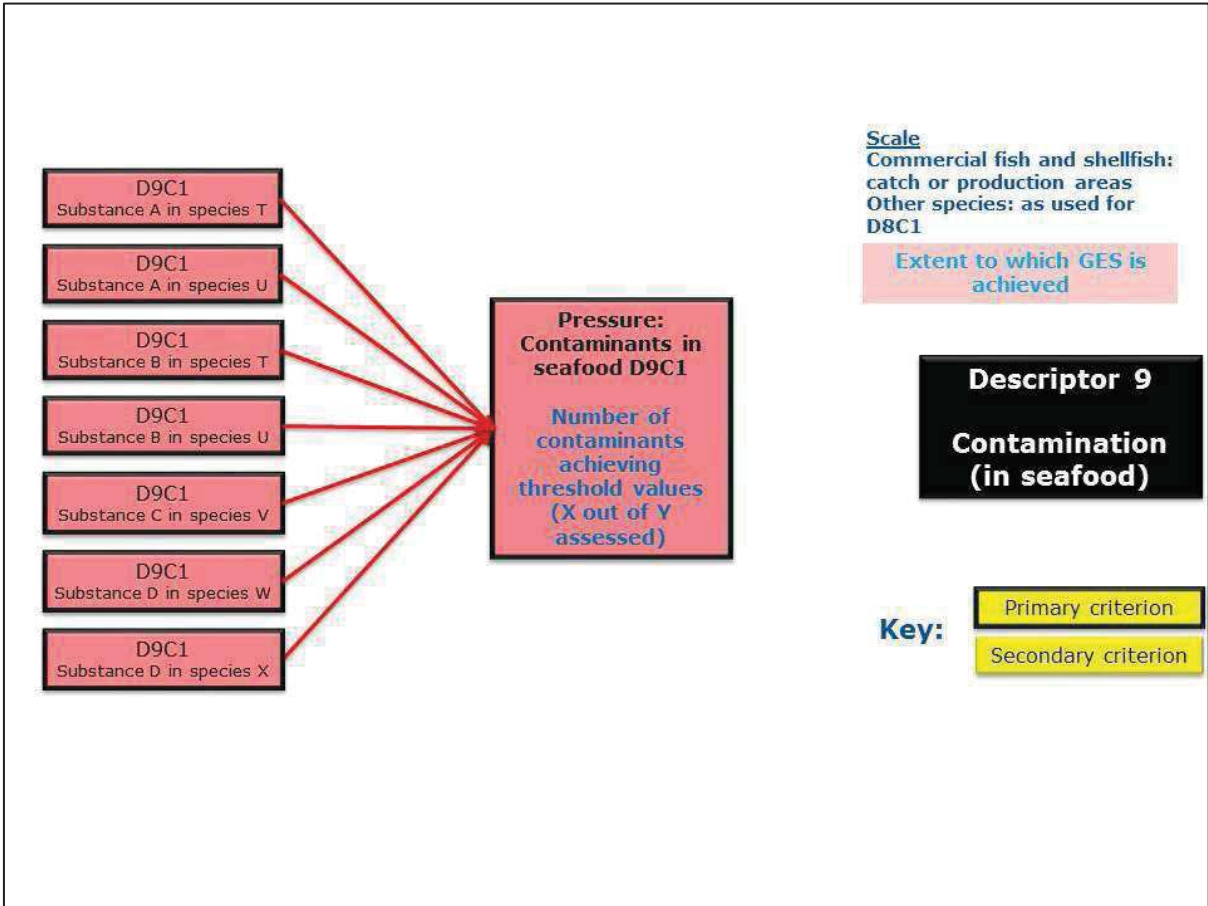 D9C1
Substance A in species T
D9C1
Substance A in species U
D9C1
Substance B in species T
D9C1
Substance B in species U
D9C1
Substance C in species V
D9C1
Substance D in species W
D9C1
Substance D in species X
Pressure:
Contaminants in
seafood D9C1
Number of
contaminants
achieving
threshold values
(X out of Y
assessed)
Scale
Commercial fish and shellfish:
catch or production areas
Other species: as used for
D8C1
Extent to which GES is
achieved
Descriptor 9
Contamination
(in seafood)
Key:
Primary criterion
Secondary criterion